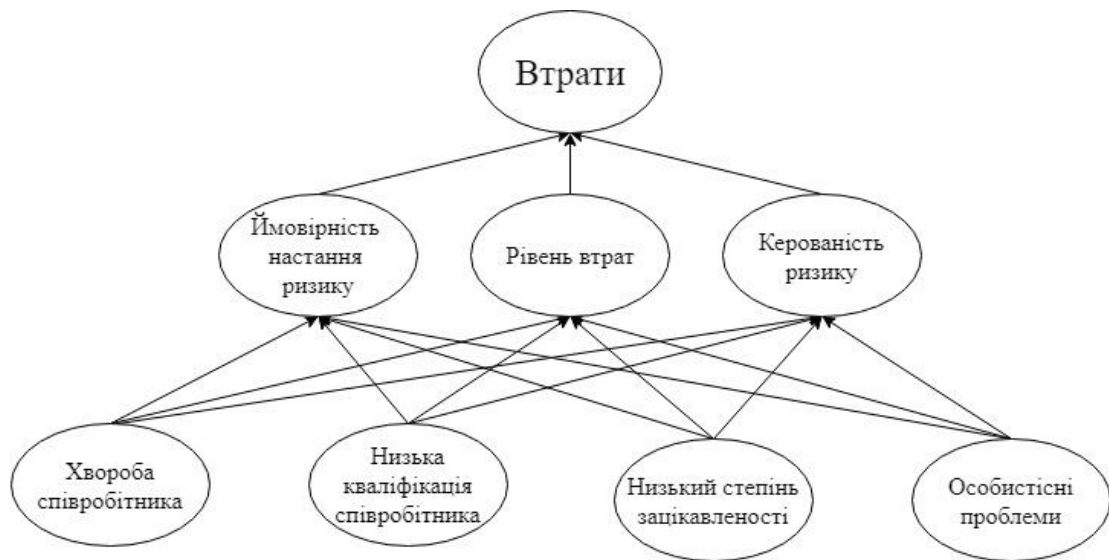 Втрати
Ймовірність
настання
ризику
Рівень втрат
Керованість
ризику
Хвороба
співробітника
Низька
кваліфікація
співробітника
Низький степінь
зацікавленості
Особистісні
проблеми